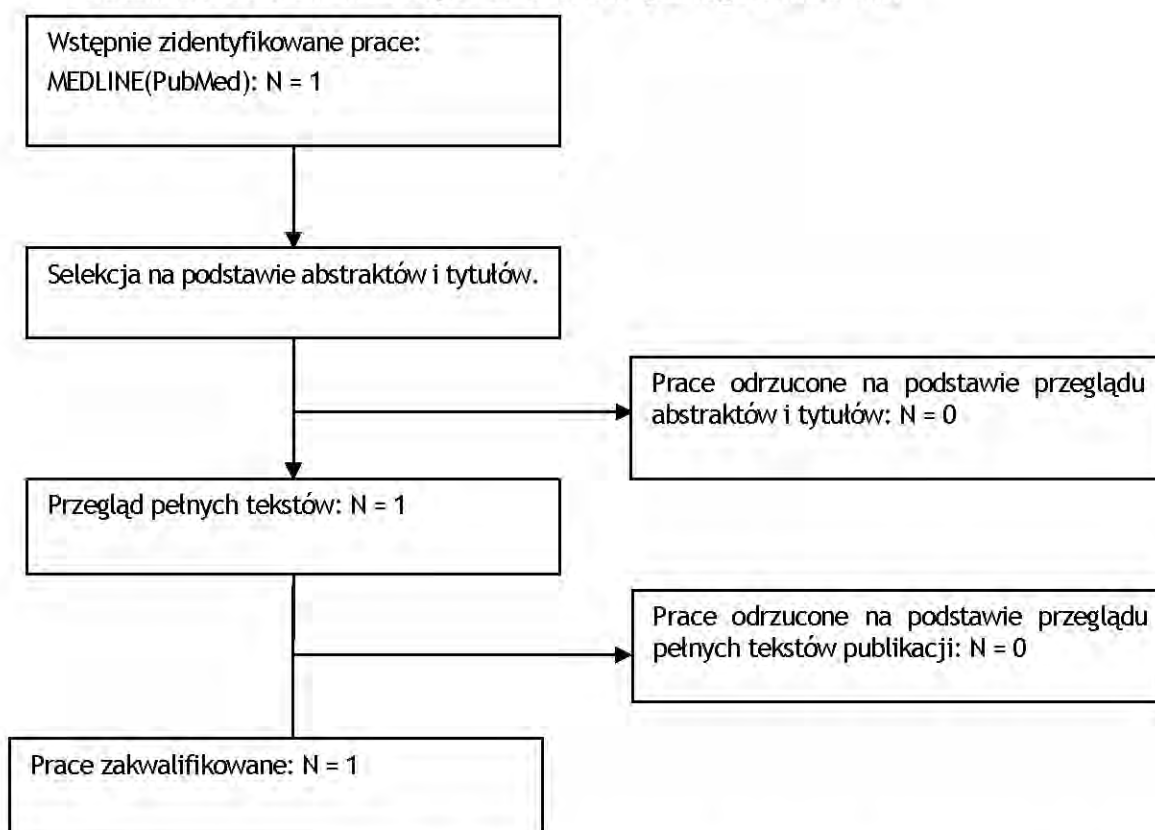 Wstępnie zidentyfikowane prace:
MEDLINE(PubMed): N = 1
Selekcja na podstawie abstraktów i tytułów.
Prace odrzucone na podstawie przeglądu
abstraktów i tytułów: N = 0
Przegląd pełnych tekstów: N = 1
Prace odrzucone na podstawie przeglądu
pełnych tekstów publikacji: N = 0
Prace zakwalifikowane: N = 1